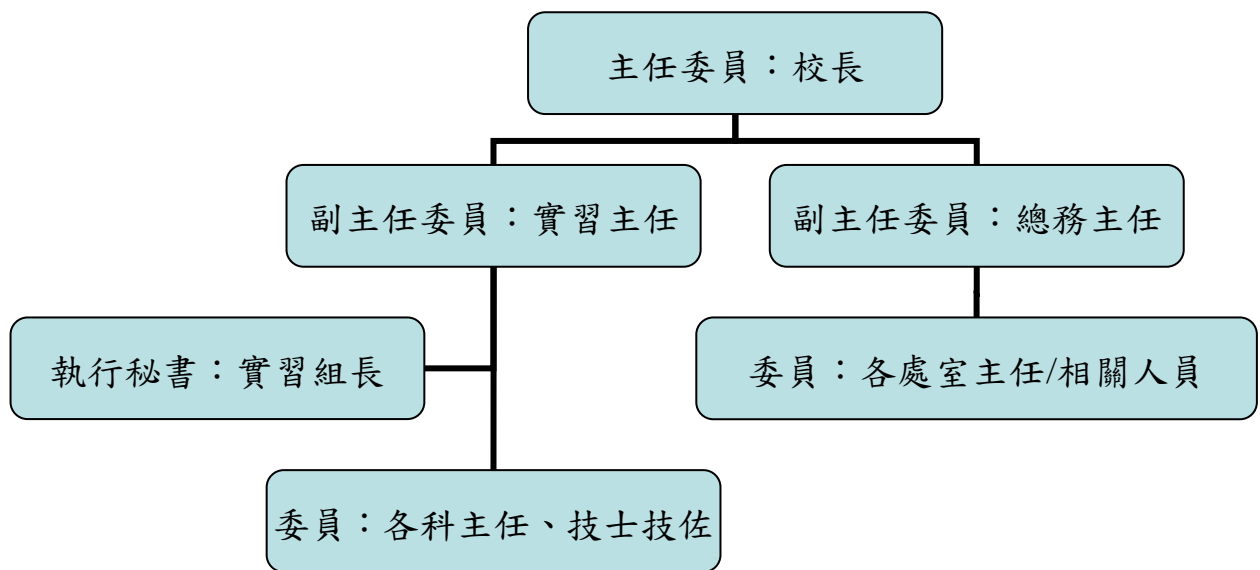 主任委員：校長
副主任委員：實習主任
副主任委員：總務主任
執行秘書：實習組長
委員：各處室主任/相關人員
委員：各科主任、技士技佐